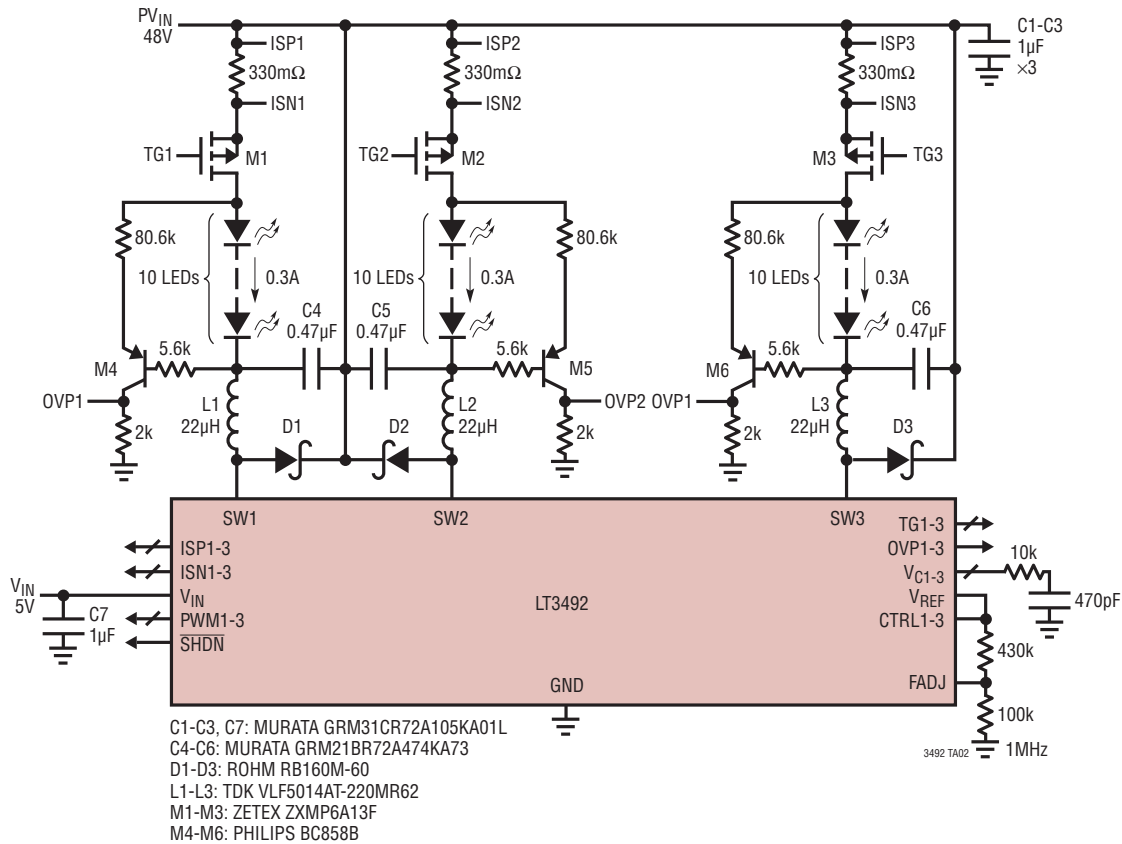 PVIN
48V
ISP1
ISP2
ISP3
C1-C3
1µF
×3
330mΩ
330mΩ
330mΩ
ISN1
ISN2
ISN3
TG1
M1
TG2
M2
M3
TG3
80.6k
80.6k
80.6k
10 LEDs
0.3A
10 LEDs
0.3A
10 LEDs
0.3A
C4
0.47µF
C5
0.47µF
C6
0.47µF
M4
5.6k
5.6k
M5
M6
5.6k
OVP1
OVP2
OVP1
2k
L1
22µH
D1
D2
L2
22µH
2k
2k
L3
22µH
D3
SW1
SW2
SW3
ISP1-3
ISN1-3
VIN
5V
VIN
C7
1µF
PWM1-3
SHDN
LT3492
GND
TG1-3
OVP1-3
VC1-3
VREF
CTRL1-3
FADJ
10k
470pF
430k
100k
1MHz
3492 TA02
C1-C3, C7: MURATA GRM31CR72A105KA01L
C4-C6: MURATA GRM21BR72A474KA73
D1-D3: ROHM RB160M-60
L1-L3: TDK VLF5014AT-220MR62
M1-M3: ZETEX ZXMP6A13F
M4-M6: PHILIPS BC858B